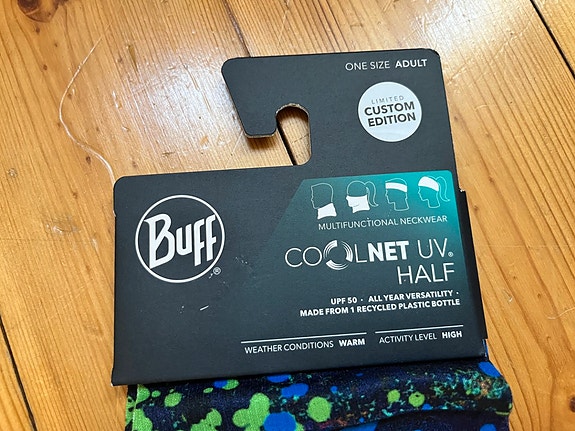 ONE SIZE ADULT
LIMITED
CUSTOM
EDITION
BUFF®
MULTIFUNCTIONAL NECKWEAR
COOLNET UV®
HALF
UPF 50 · ALL YEAR VERSATILITY ·
MADE FROM 1 RECYCLED PLASTIC BOTTLE
WEATHER CONDITIONS WARM
ACTIVITY LEVEL HIGH